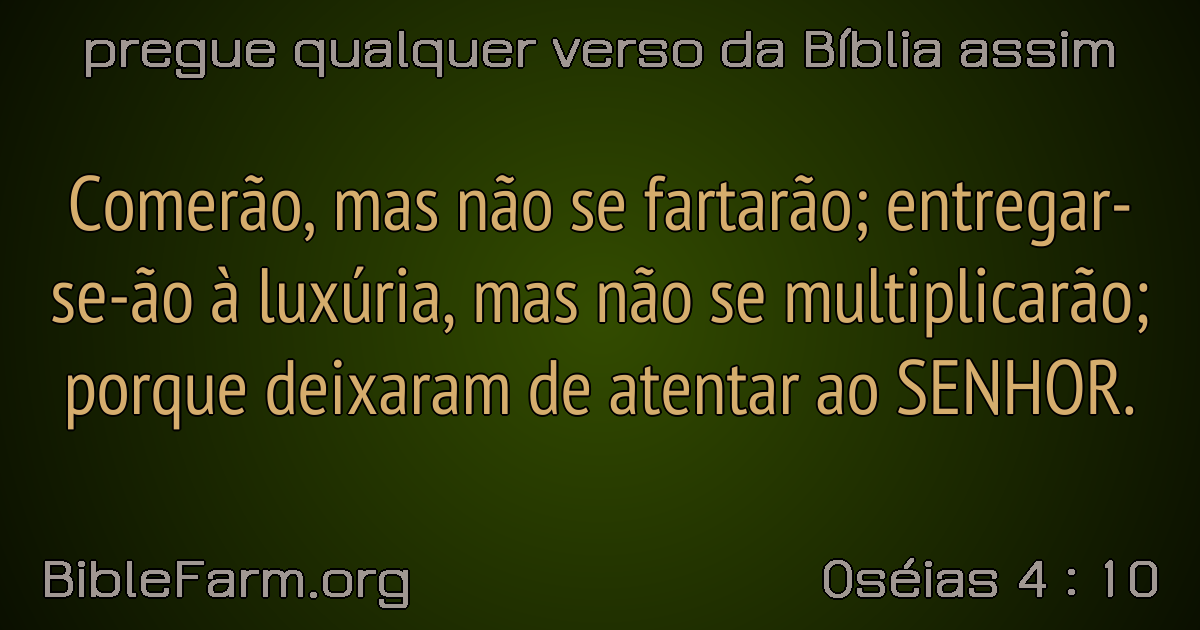 pregue qualquer verso da Bíblia assim
Comerão, mas não se fartarão; entregar-
se-ão à luxúria, mas não se multiplicarão;
porque deixaram de atentar ao SENHOR.
BibleFarm.org
Oséias 4 : 10